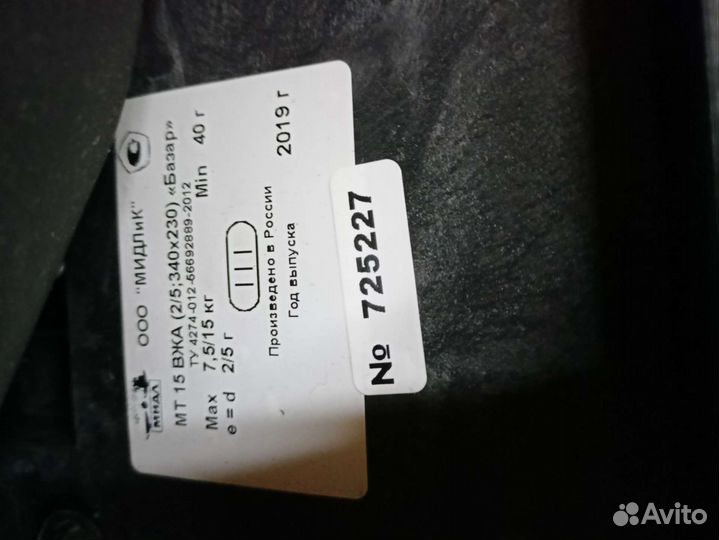 ООО "МИДЛиК"
МИДЛ
МТ 15 ВЖА (2/5;340х230) «Базар»
ТУ 4274-012-56692889-2012
Max 7,5/15 кг Min 40 г
e = d 2/5 г
III
Произведено в России
Год выпуска 2019 г
№ 725227
Avito